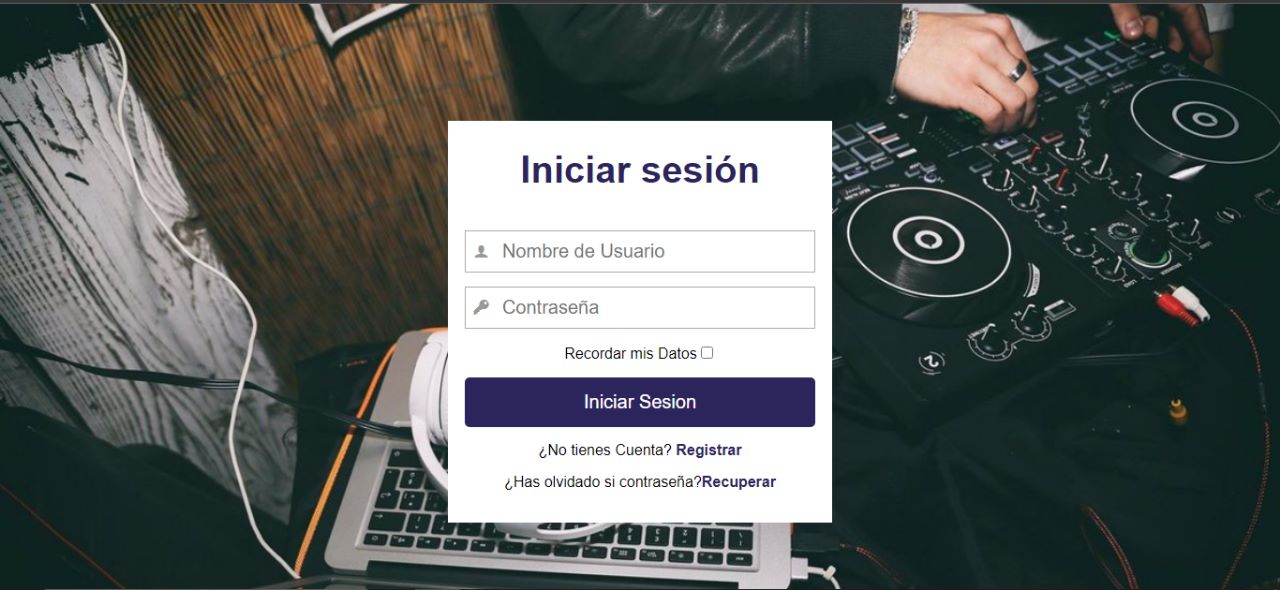 Iniciar sesión
Nombre de Usuario
Contraseña
Recordar mis Datos
Iniciar Sesion
¿No tienes Cuenta? Registrar
¿Has olvidado si contraseña?Recuperar
2